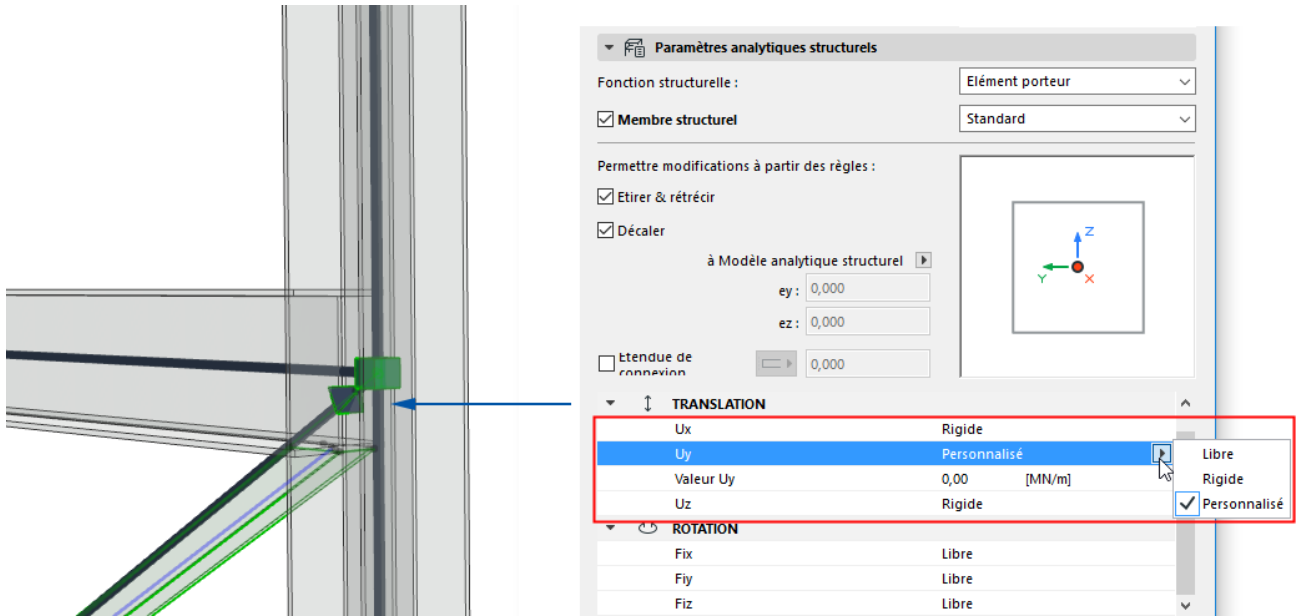 Paramètres analytiques structurels
Fonction structurelle : Elément porteur
Membre structurel Standard
Permettre modifications à partir des règles :
Etirer & rétrécir
Décaler
à Modèle analytique structurel
ey : 0,000
ez : 0,000
Etendue de
connexion 0,000
Z
Y X
TRANSLATION
Ux Rigide
Uy Personnalisé
Valeur Uy 0,00 [MN/m]
Uz Rigide
Libre
Rigide
Personnalisé
ROTATION
Fix Libre
Fiy Libre
Fiz Libre